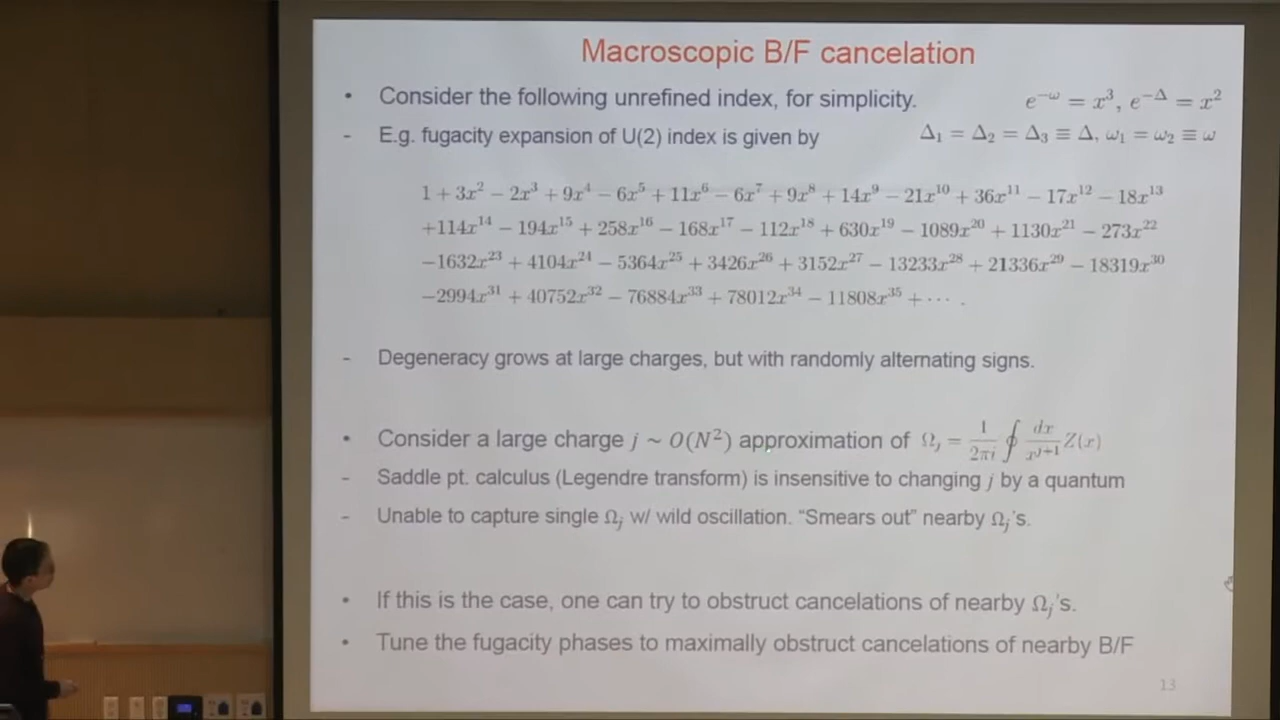 Macroscopic B/F cancelation
• Consider the following unrefined index, for simplicity. e^{-ω} = x^3, e^{-Δ} = x^2
- E.g. fugacity expansion of U(2) index is given by Δ_1 = Δ_2 = Δ_3 ≡ Δ, ω_1 = ω_2 ≡ ω
1 + 3x^2 − 2x^3 + 9x^4 − 6x^5 + 11x^6 − 6x^7 + 9x^8 + 14x^9 − 21x^{10} + 36x^{11} − 17x^{12} − 18x^{13}
+114x^{14} − 194x^{15} + 258x^{16} − 168x^{17} − 112x^{18} + 630x^{19} − 1089x^{20} + 1130x^{21} − 273x^{22}
−1632x^{23} + 4104x^{24} − 5364x^{25} + 3426x^{26} + 3152x^{27} − 13233x^{28} + 21336x^{29} − 18319x^{30}
−2994x^{31} + 40752x^{32} − 76884x^{33} + 78012x^{34} − 11808x^{35} + ··· .
- Degeneracy grows at large charges, but with randomly alternating signs.
• Consider a large charge j ~ O(N^2) approximation of Ω_j = \frac{1}{2πi} ∮ \frac{dx}{x^{j+1}} Z(x)
- Saddle pt. calculus (Legendre transform) is insensitive to changing j by a quantum
- Unable to capture single Ω_j w/ wild oscillation. “Smears out” nearby Ω_j's.
• If this is the case, one can try to obstruct cancelations of nearby Ω_j's.
• Tune the fugacity phases to maximally obstruct cancelations of nearby B/F
13